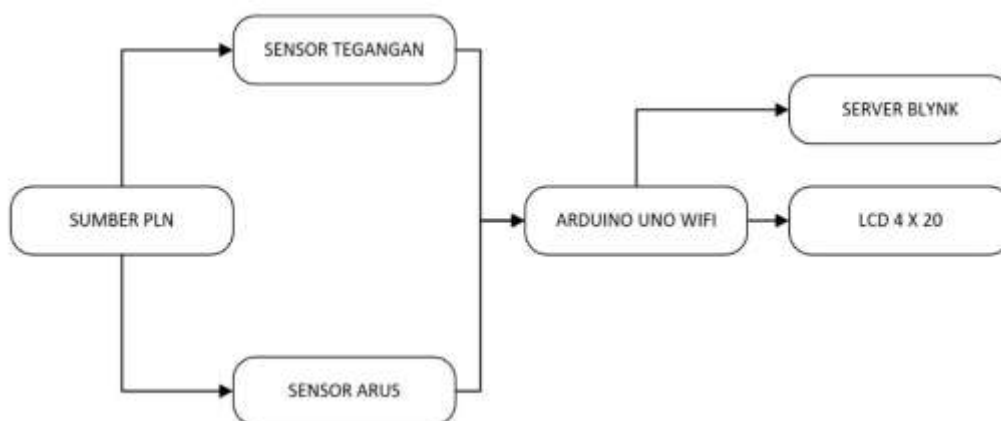 SENSOR TEGANGAN
SERVER BLYNK
SUMBER PLN
ARDUINO UNO WIFI
LCD 4 X 20
SENSOR ARUS